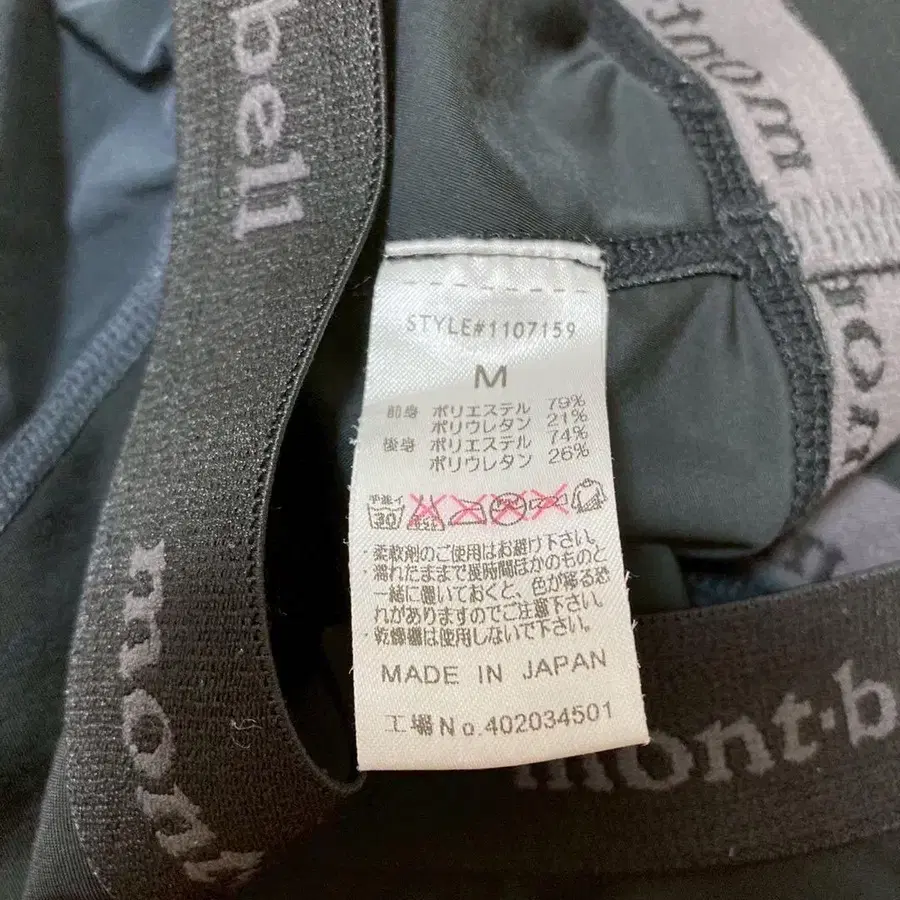 bell
mont
STYLE#1107159
M
前身 ポリエステル 79%
ポリウレタン 21%
後身 ポリエステル 74%
ポリウレタン 26%
手洗イ
30
・柔軟剤のご使用はお避け下さい。
・濡れたままで長時間ほかのものと
一緒に置いておくと、色が移る恐
れがありますのでご注意下さい。
・乾燥機は使用しないで下さい。
MADE IN JAPAN
工場No.402034501
mont-b
mont